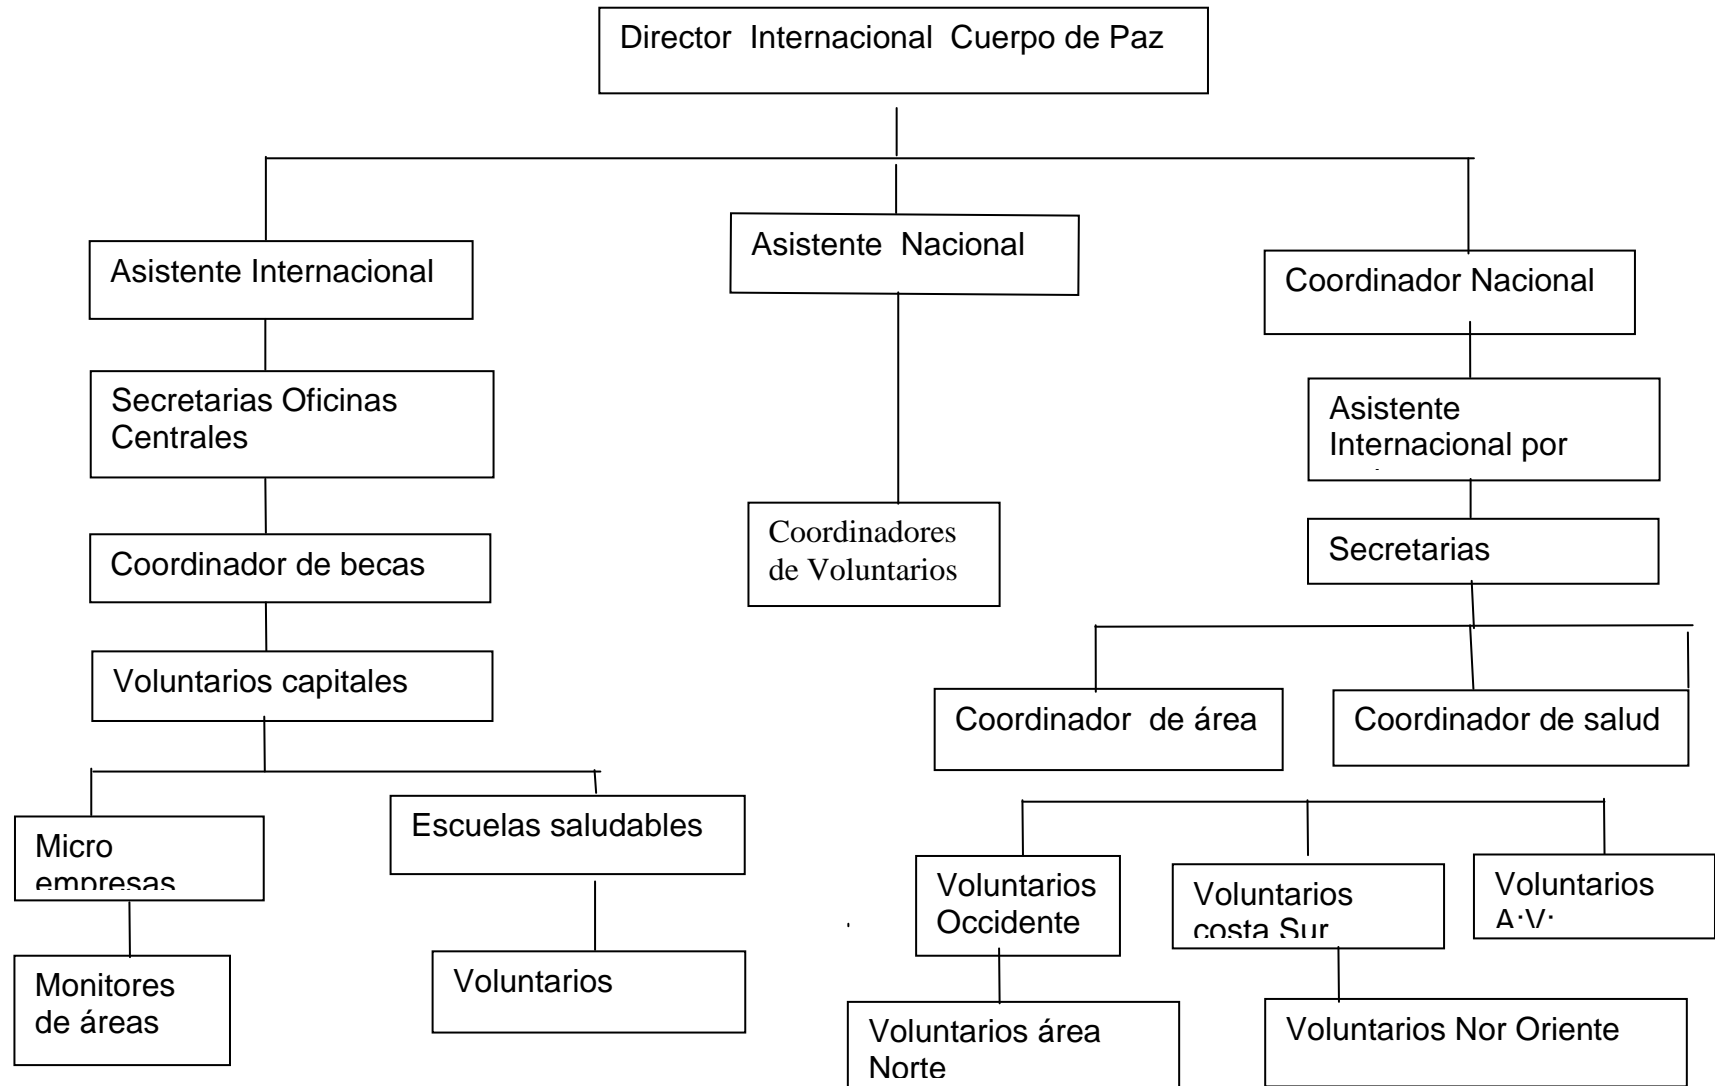 Director Internacional Cuerpo de Paz
Asistente Internacional
Asistente Nacional
Coordinador Nacional
Secretarias Oficinas
Centrales
Asistente
Internacional por
Coordinadores
de Voluntarios
Coordinador de becas
Secretarias
Voluntarios capitales
Coordinador de área
Coordinador de salud
Micro
empresas
Escuelas saludables
Voluntarios
Occidente
Voluntarios
costa Sur
Voluntarios
Monitores
de áreas
Voluntarios
Voluntarios área
Norte
Voluntarios Nor Oriente